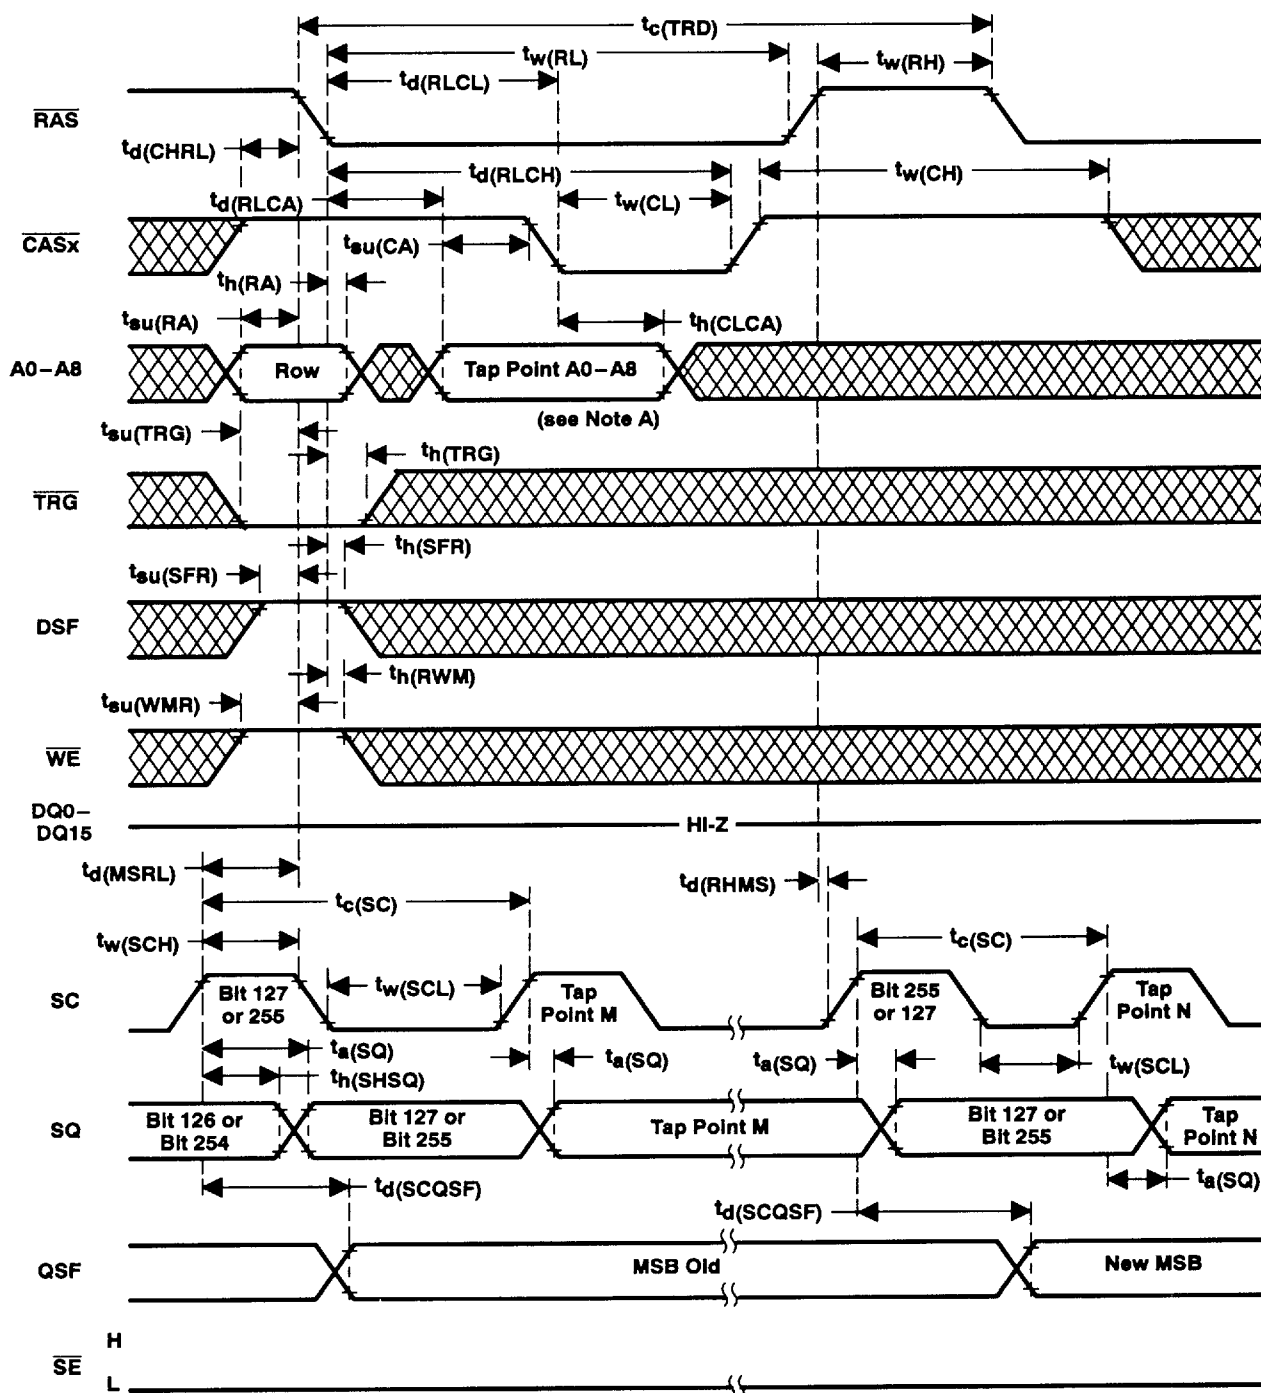 tc(TRD)
tw(RL)
tw(RH)
td(RLCL)
RAS
td(CHRL)
td(RLCH)
tw(CH)
td(RLCA)
tw(CL)
CASx
tsu(CA)
th(RA)
tsu(RA)
th(CLCA)
A0–A8
Row
Tap Point A0–A8
(see Note A)
tsu(TRG)
th(TRG)
TRG
th(SFR)
tsu(SFR)
DSF
th(RWM)
tsu(WMR)
WE
DQ0–
DQ15
HI-Z
td(MSRL)
td(RHMS)
tc(SC)
tw(SCH)
tc(SC)
SC
Bit 127
or 255
tw(SCL)
Tap
Point M
Bit 255
or 127
Tap
Point N
ta(SQ)
ta(SQ)
ta(SQ)
tw(SCL)
th(SHSQ)
SQ
Bit 126 or
Bit 254
Bit 127 or
Bit 255
Tap Point M
Bit 127 or
Bit 255
Tap
Point N
ta(SQ)
td(SCQSF)
td(SCQSF)
QSF
MSB Old
New MSB
H
SE
L